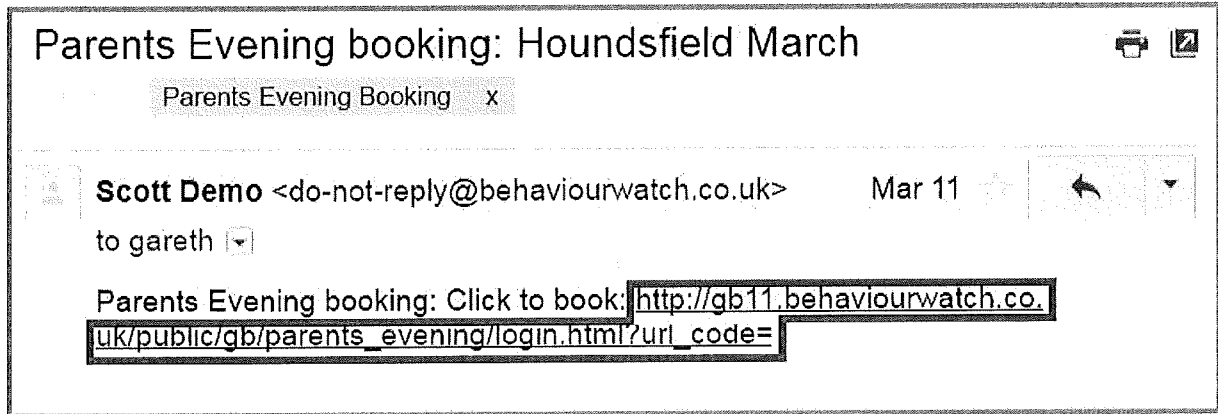 Parents Evening booking: Houndsfield March
Parents Evening Booking x
Scott Demo <do-not-reply@behaviourwatch.co.uk> Mar 11
to gareth
Parents Evening booking: Click to book: http://gb11.behaviourwatch.co.
uk/public/gb/parents_evening/login.html?url_code=